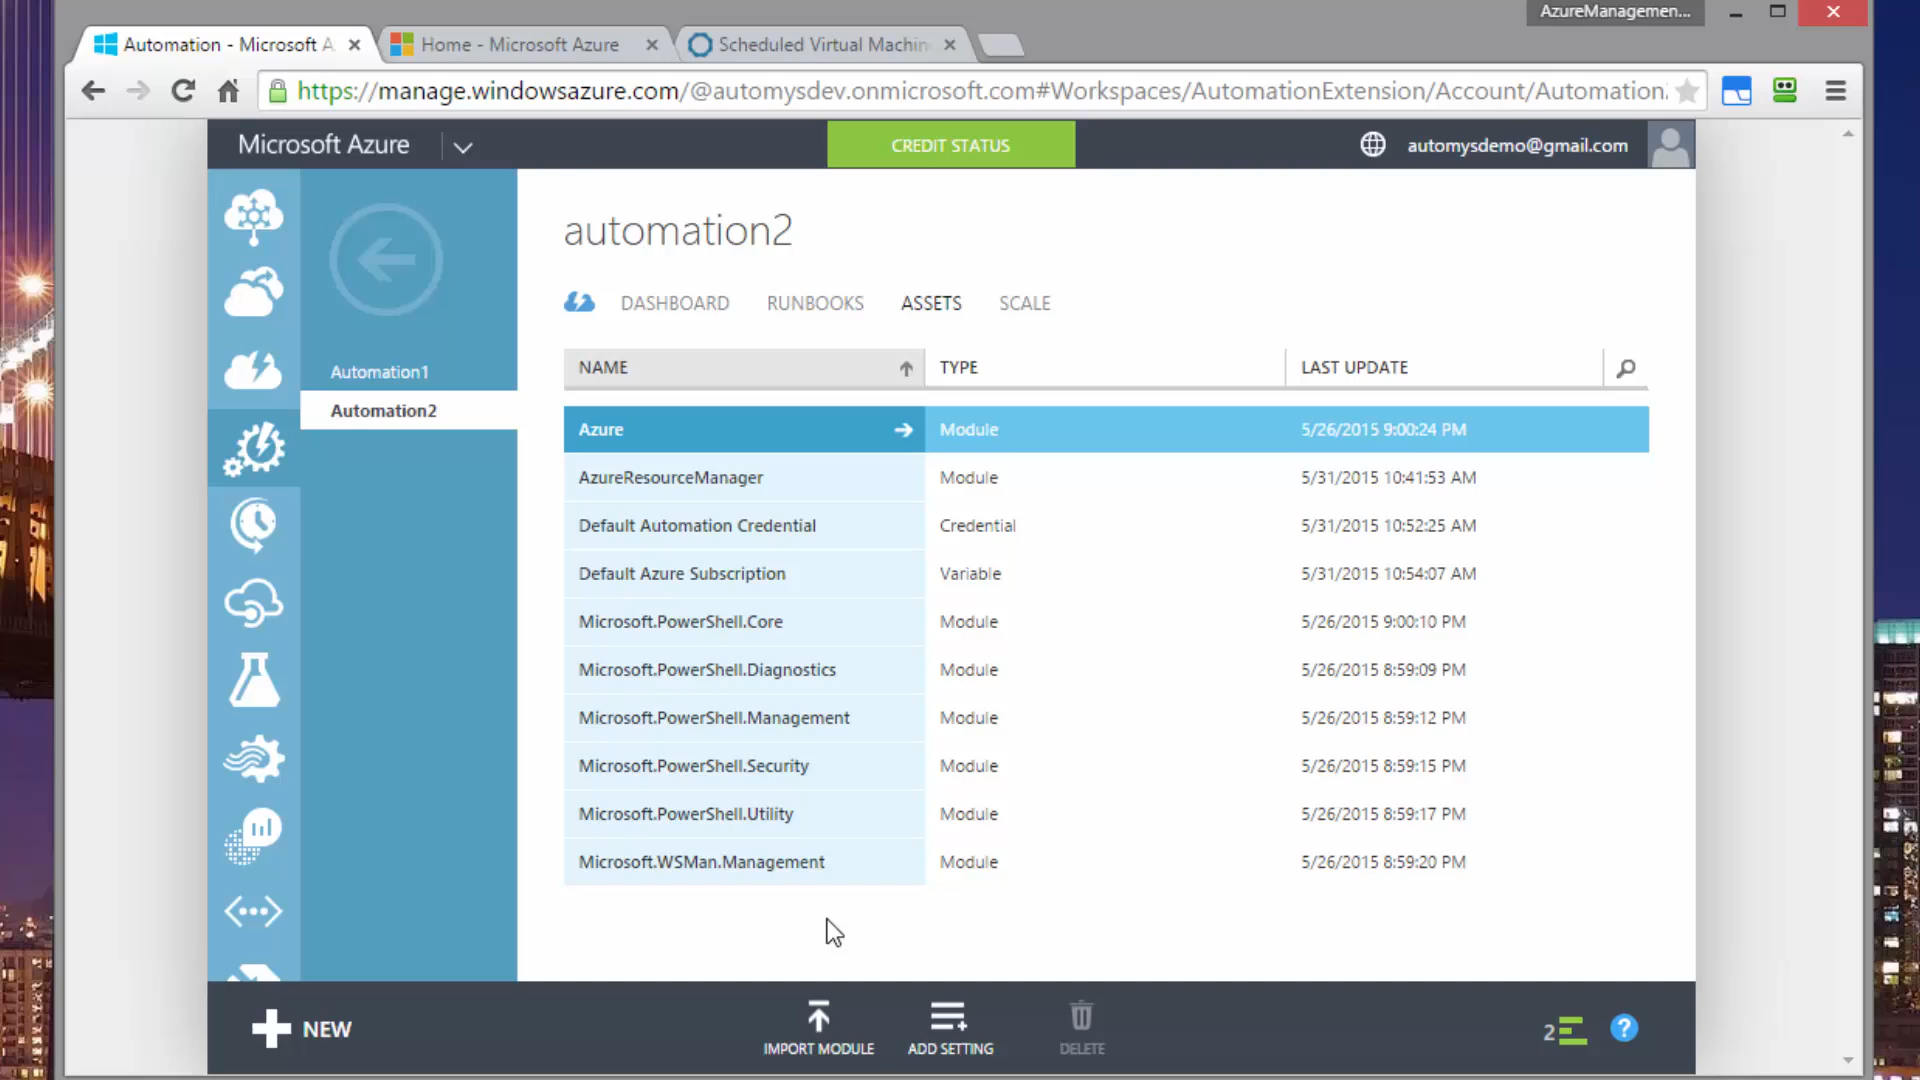 AzureManagemen...
Automation - Microsoft A
Home - Microsoft Azure
Scheduled Virtual Machin
https://manage.windowsazure.com/@automysdev.onmicrosoft.com#Workspaces/AutomationExtension/Account/Automation
Microsoft Azure
CREDIT STATUS
automysdemo@gmail.com
automation2
DASHBOARD RUNBOOKS ASSETS SCALE
Automation1
Automation2
NAME TYPE LAST UPDATE
Azure Module 5/26/2015 9:00:24 PM
AzureResourceManager Module 5/31/2015 10:41:53 AM
Default Automation Credential Credential 5/31/2015 10:52:25 AM
Default Azure Subscription Variable 5/31/2015 10:54:07 AM
Microsoft.PowerShell.Core Module 5/26/2015 9:00:10 PM
Microsoft.PowerShell.Diagnostics Module 5/26/2015 8:59:09 PM
Microsoft.PowerShell.Management Module 5/26/2015 8:59:12 PM
Microsoft.PowerShell.Security Module 5/26/2015 8:59:15 PM
Microsoft.PowerShell.Utility Module 5/26/2015 8:59:17 PM
Microsoft.WSMan.Management Module 5/26/2015 8:59:20 PM
NEW
IMPORT MODULE
ADD SETTING
DELETE
2
?